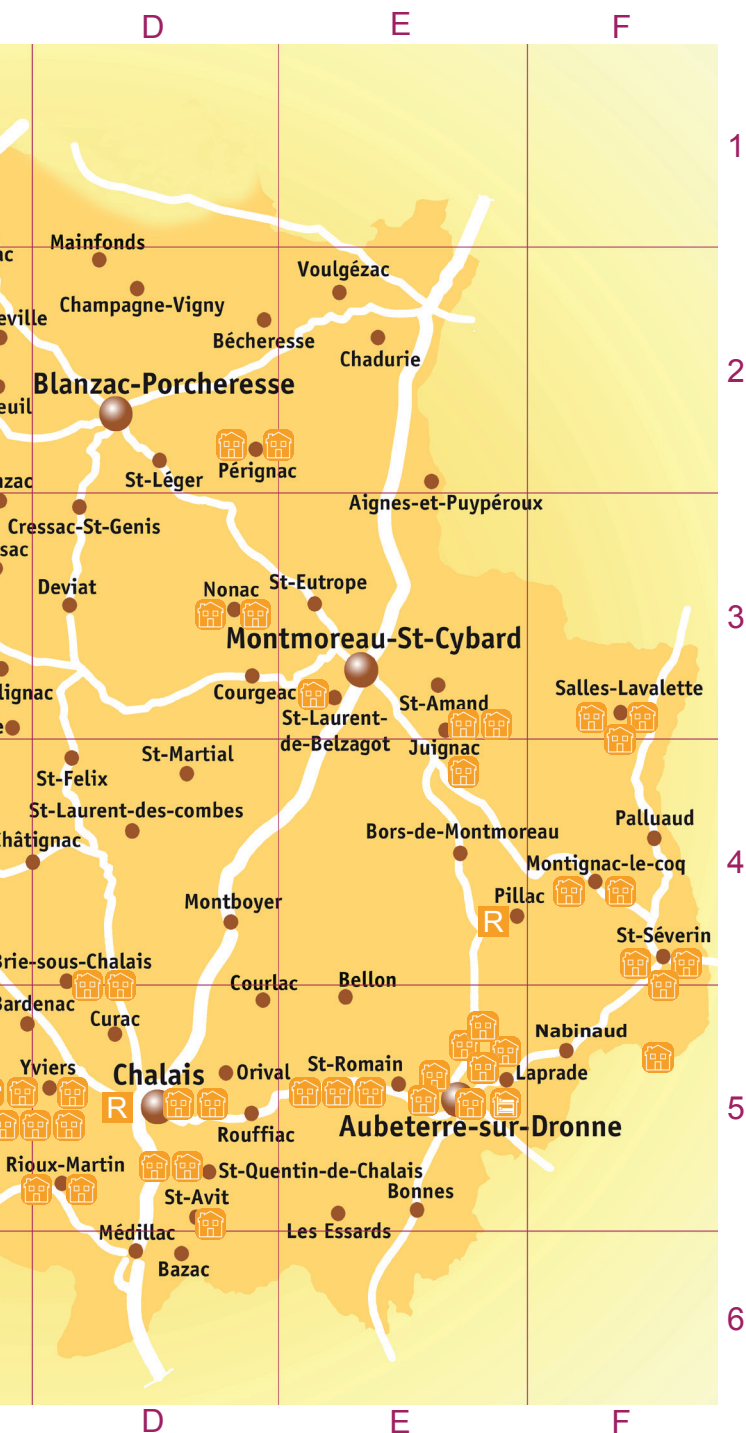 D E F
1
Mainfonds
ac
Voulgézac
Champagne-Vigny
eville
Bécheresse
Chadurie
2
Blanzac-Porcheresse
euil
Pérignac
St-Léger
nzac
Aignes-et-Puypéroux
Cressac-St-Genis
sac
St-Eutrope
Deviat
Nonac
3
Montmoreau-St-Cybard
lignac
Courgeac
St-Amand
Salles-Lavalette
St-Laurent-
de-Belzagot
e
Juignac
St-Martial
St-Felix
St-Laurent-des-combes
Palluaud
Châtignac
Bors-de-Montmoreau
4
Montignac-le-coq
Pillac
Montboyer
R
St-Séverin
Brie-sous-Chalais
Courlac
Bellon
Bardenac
Curac
Nabinaud
Yviers
Chalais
Orival
St-Romain
Laprade
R
5
Rouffiac
Aubeterre-sur-Dronne
Rioux-Martin
St-Quentin-de-Chalais
St-Avit
Bonnes
Médillac
Les Essards
Bazac
6
D E F